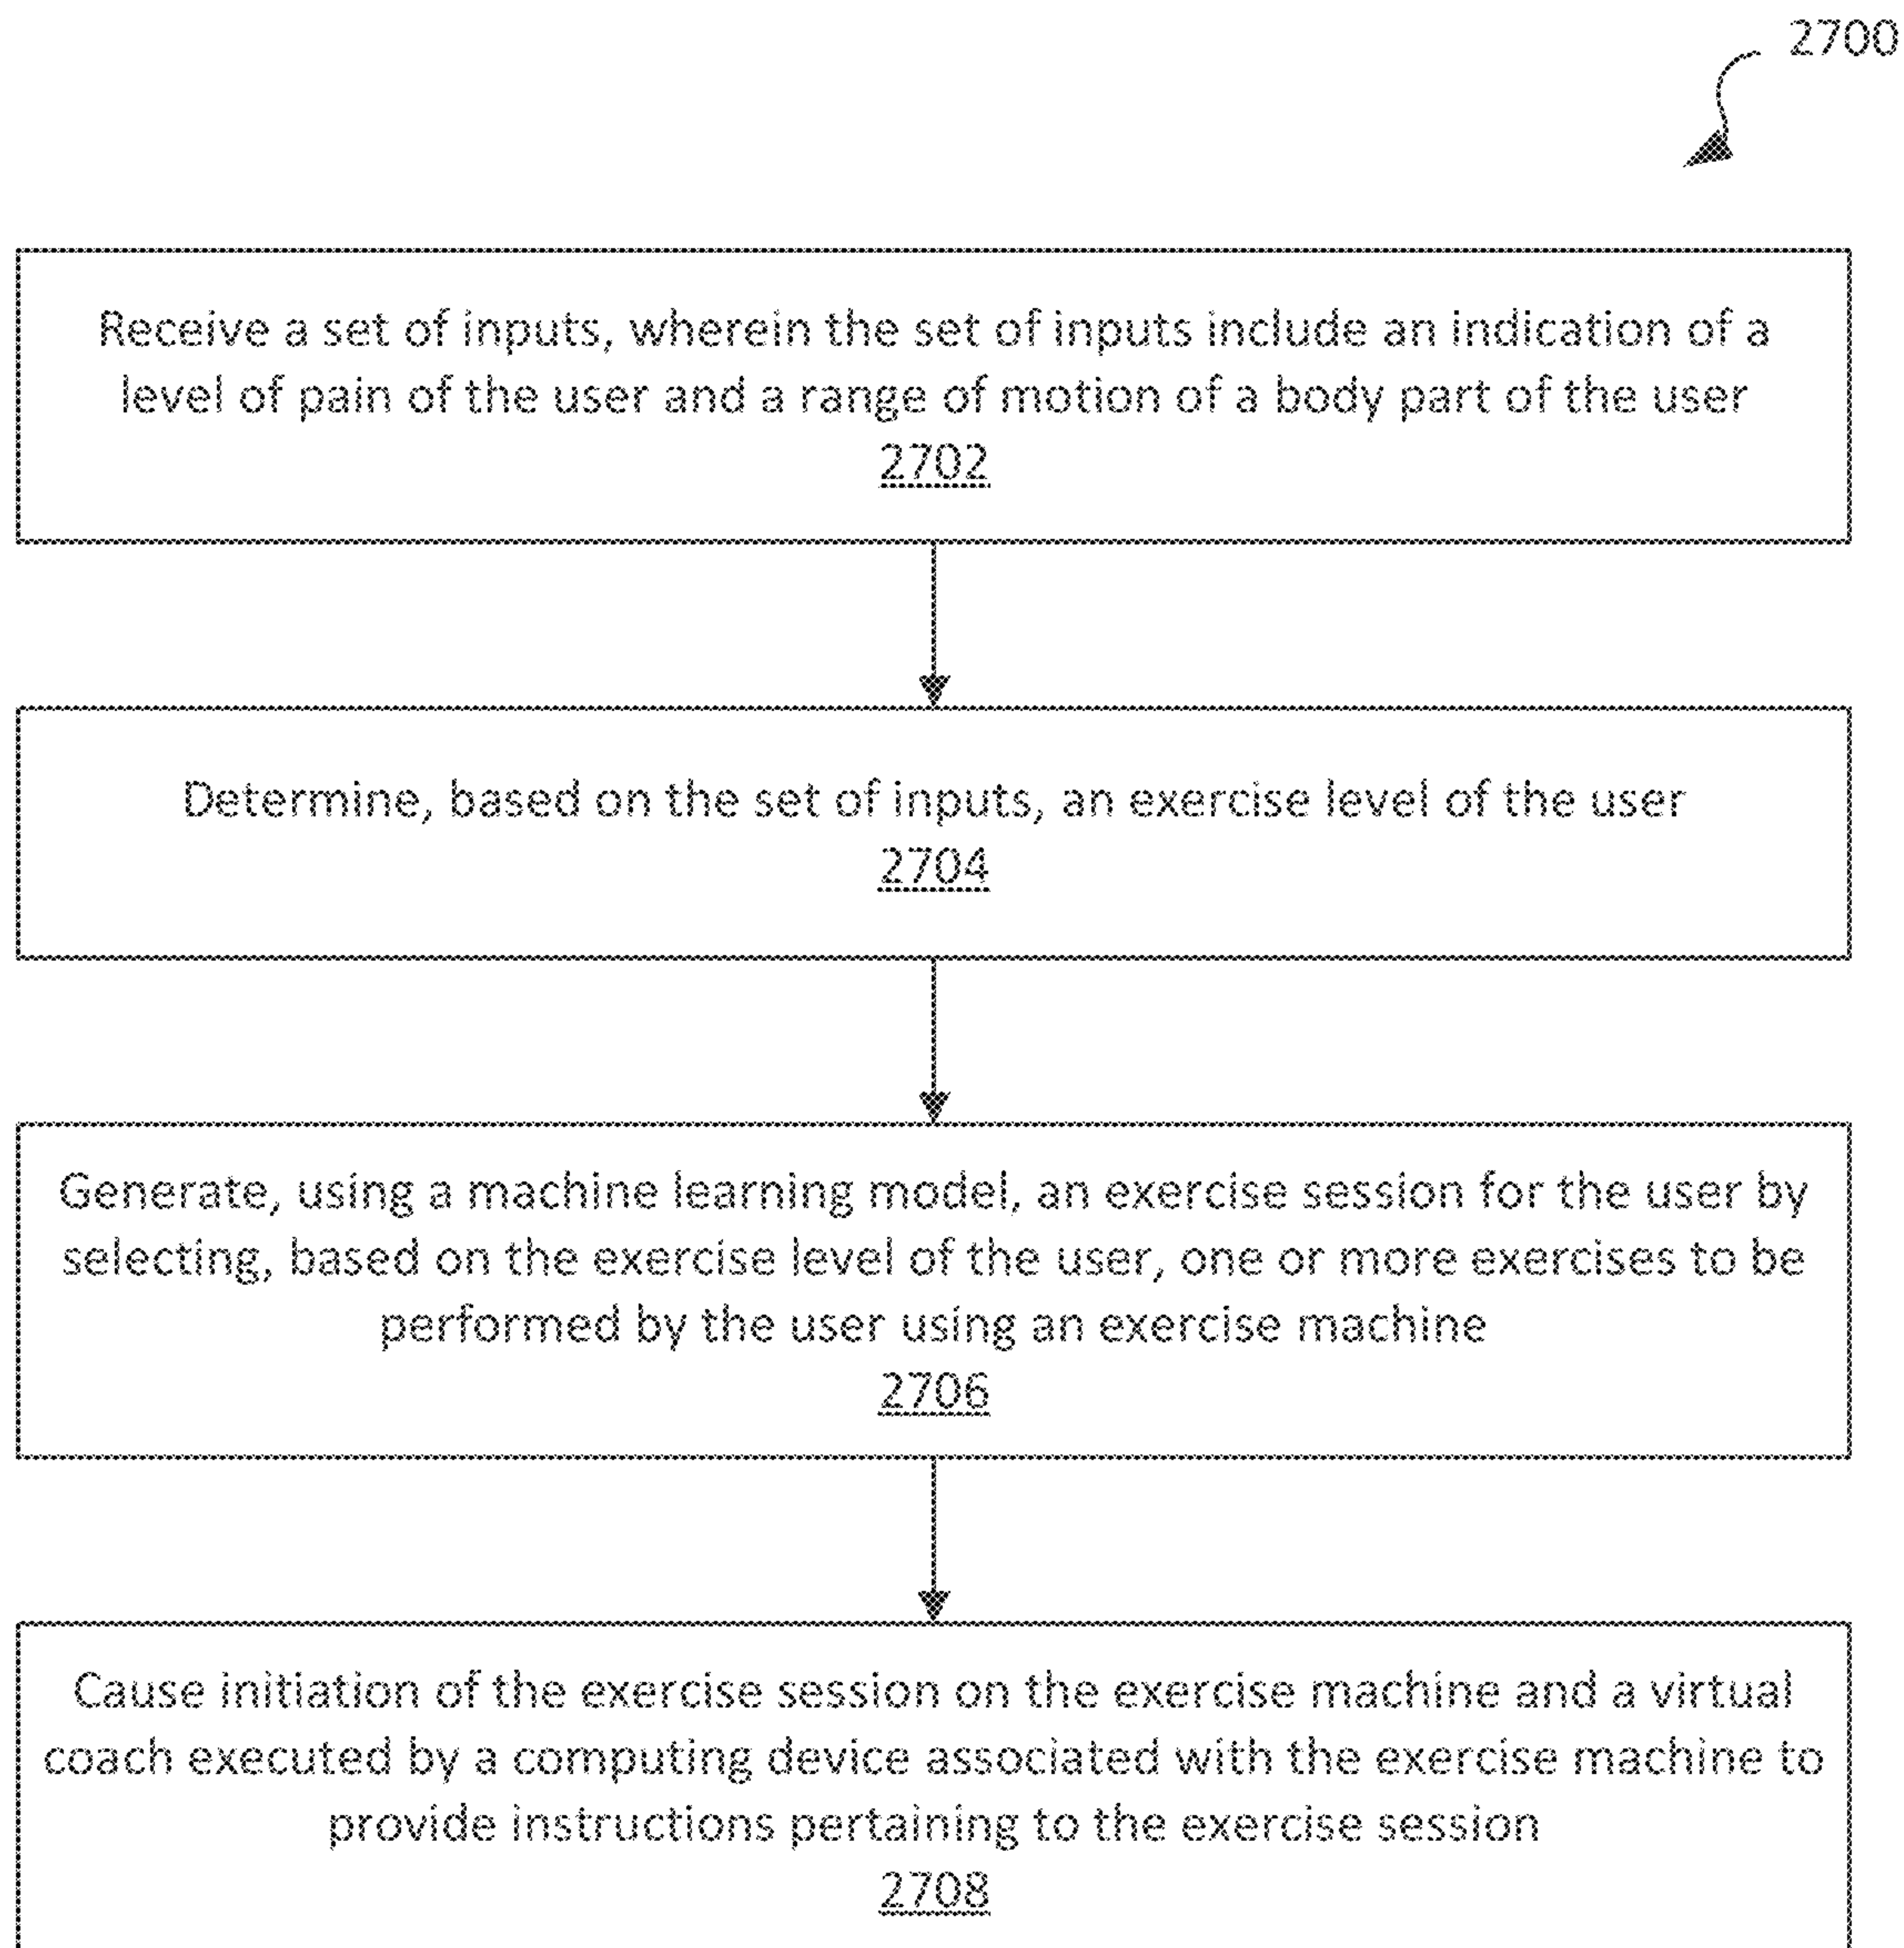 2700
Receive a set of inputs, wherein the set of inputs include an indication of a
level of pain of the user and a range of motion of a body part of the user
2702
Determine, based on the set of inputs, an exercise level of the user
2704
Generate, using a machine learning model, an exercise session for the user by
selecting, based on the exercise level of the user, one or more exercises to be
performed by the user using an exercise machine
2706
Cause initiation of the exercise session on the exercise machine and a virtual
coach executed by a computing device associated with the exercise machine to
provide instructions pertaining to the exercise session
2708